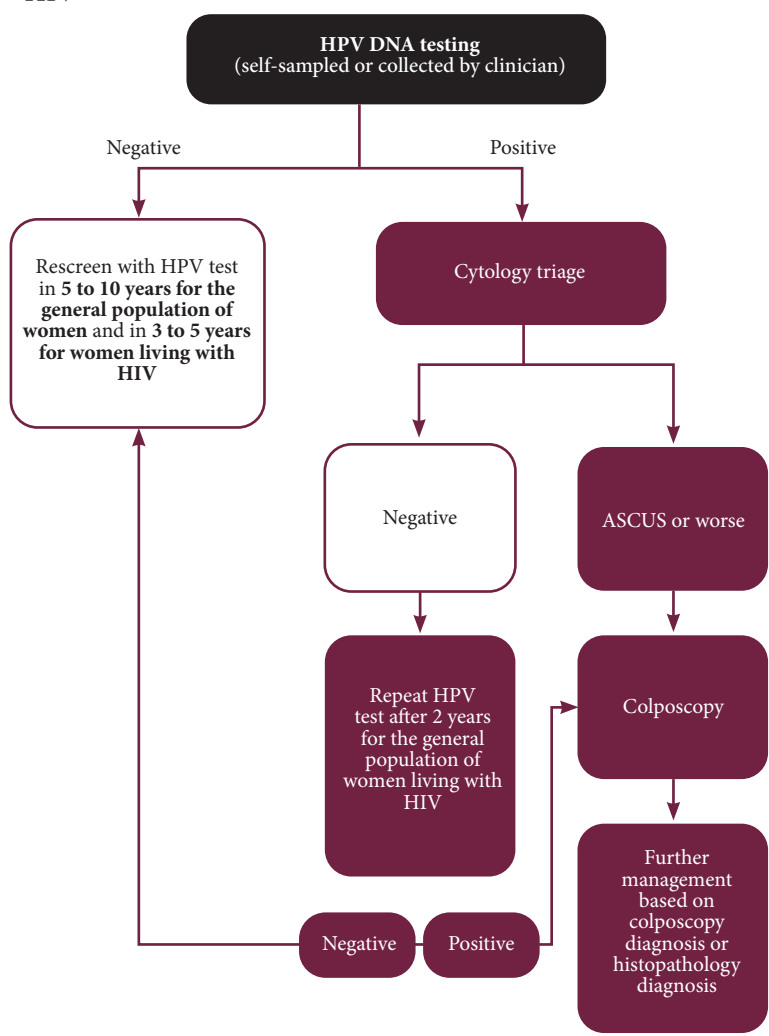 HPV DNA testing
(self-sampled or collected by clinician)
Negative
Positive
Rescreen with HPV test
in 5 to 10 years for the
general population of
women and in 3 to 5 years
for women living with
HIV
Cytology triage
Negative
ASCUS or worse
Repeat HPV
test after 2 years
for the general
population of
women living with
HIV
Colposcopy
Negative
Positive
Further
management
based on
colposcopy
diagnosis or
histopathology
diagnosis